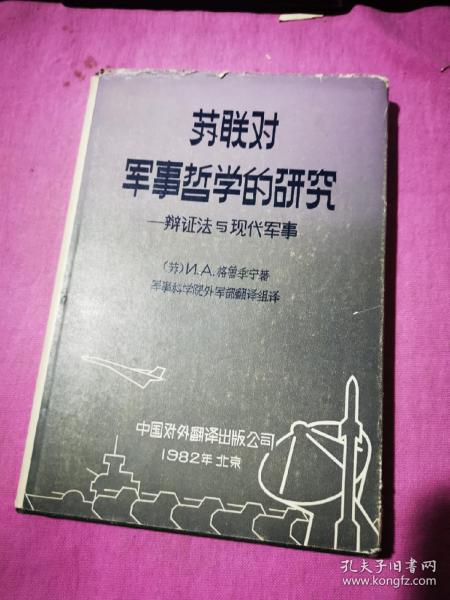 苏联对
军事哲学的研究
—辩证法与现代军事
(苏)И.А.格鲁季宁著
军事科学院外军部翻译组译
中国对外翻译出版公司
1982年 北京
孔夫子旧书网
www.kongfz.com